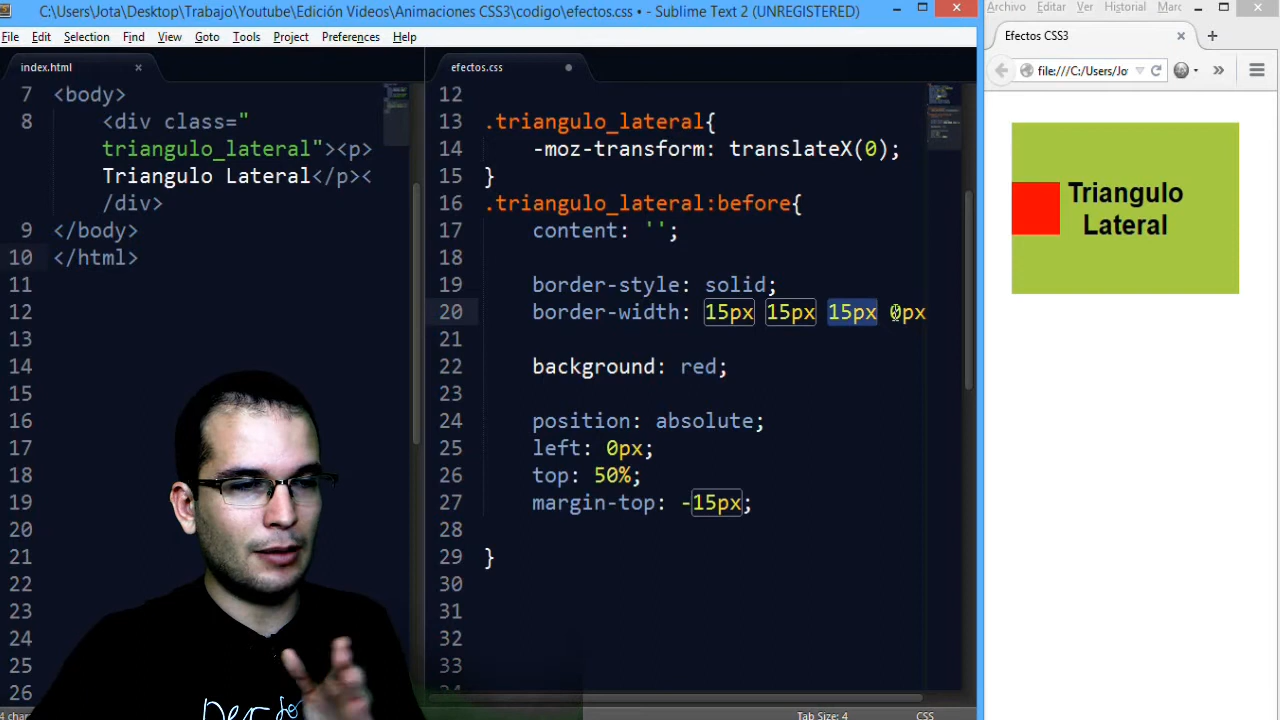 C:\Users\Jota\Desktop\Trabajo\Youtube\Edición Videos\Animaciones CSS3\codigo\efectos.css • - Sublime Text 2 (UNREGISTERED)
File Edit Selection Find View Goto Tools Project Preferences Help
index.html
7 <body>
8 <div class="
triangulo_lateral"><p>
Triangulo Lateral</p><
/div>
9 </body>
10 </html>
11
12
13
14
15
16
17
18
19
20
21
22
23
24
25
26
efectos.css
12
13 .triangulo_lateral{
14 -moz-transform: translateX(0);
15 }
16 .triangulo_lateral:before{
17 content: '';
18
19 border-style: solid;
20 border-width: 15px 15px 15px 0px
21
22 background: red;
23
24 position: absolute;
25 left: 0px;
26 top: 50%;
27 margin-top: -15px;
28
29 }
30
31
32
33
Tab Size: 4 CSS
Archivo Editar Ver Historial Marc
Efectos CSS3
file:///C:/Users/Jo
Triangulo
Lateral